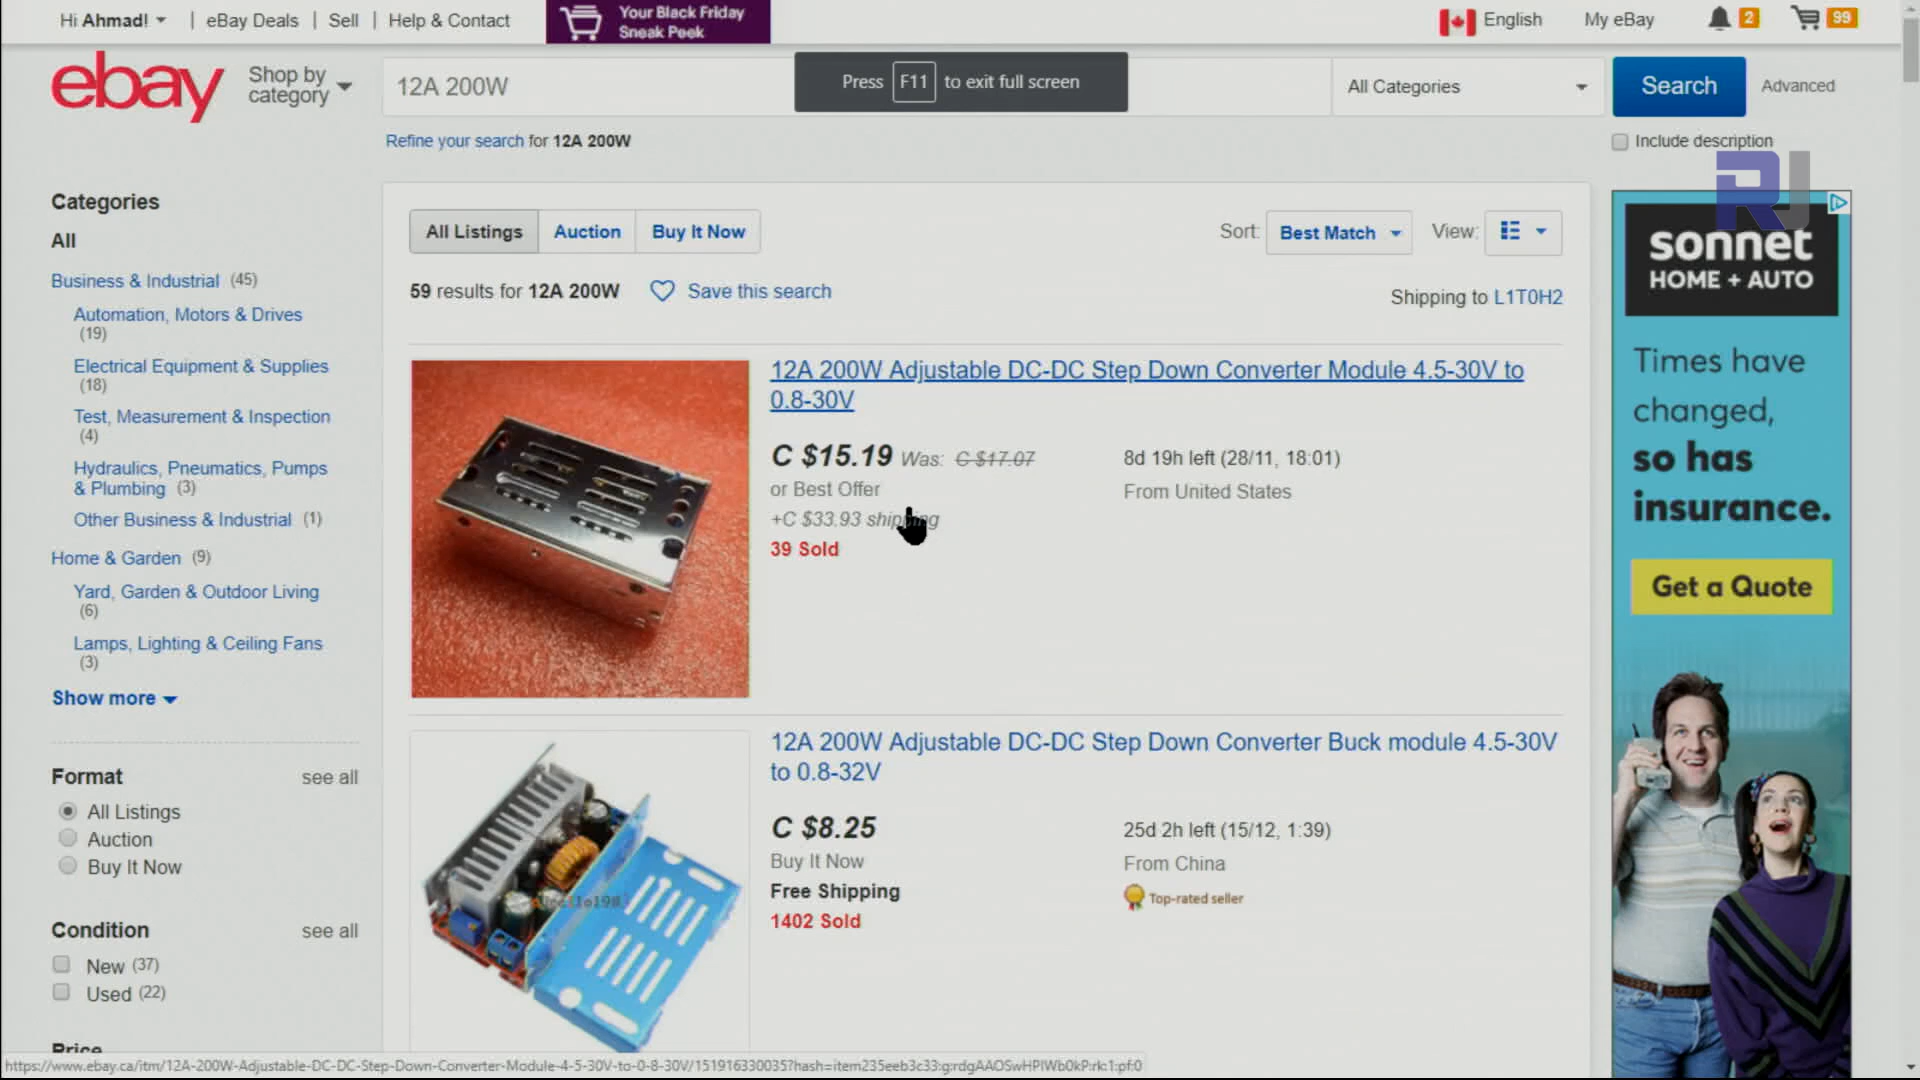 Hi Ahmad!
eBay Deals
Sell
Help & Contact
Your Black Friday
Sneak Peek
English
My eBay
2
99
ebay
Shop by
category
12A 200W
Press F11 to exit full screen
All Categories
Search
Advanced
Refine your search for 12A 200W
Include description
RJ
Categories
All
Business & Industrial (45)
Automation, Motors & Drives
(19)
Electrical Equipment & Supplies
(18)
Test, Measurement & Inspection
(4)
Hydraulics, Pneumatics, Pumps
& Plumbing (3)
Other Business & Industrial (1)
Home & Garden (9)
Yard, Garden & Outdoor Living
(6)
Lamps, Lighting & Ceiling Fans
(3)
Show more
Format see all
All Listings
Auction
Buy It Now
Condition see all
New (37)
Used (22)
Price
All Listings
Auction
Buy It Now
Sort: Best Match
View:
59 results for 12A 200W
Save this search
Shipping to L1T0H2
12A 200W Adjustable DC-DC Step Down Converter Module 4.5-30V to
0.8-30V
C $15.19 Was: C $17.07
or Best Offer
+C $33.93 shipping
39 Sold
8d 19h left (28/11, 18:01)
From United States
12A 200W Adjustable DC-DC Step Down Converter Buck module 4.5-30V
to 0.8-32V
C $8.25
Buy It Now
Free Shipping
1402 Sold
25d 2h left (15/12, 1:39)
From China
Top-rated seller
sonnet
HOME + AUTO
Times have
changed,
so has
insurance.
Get a Quote